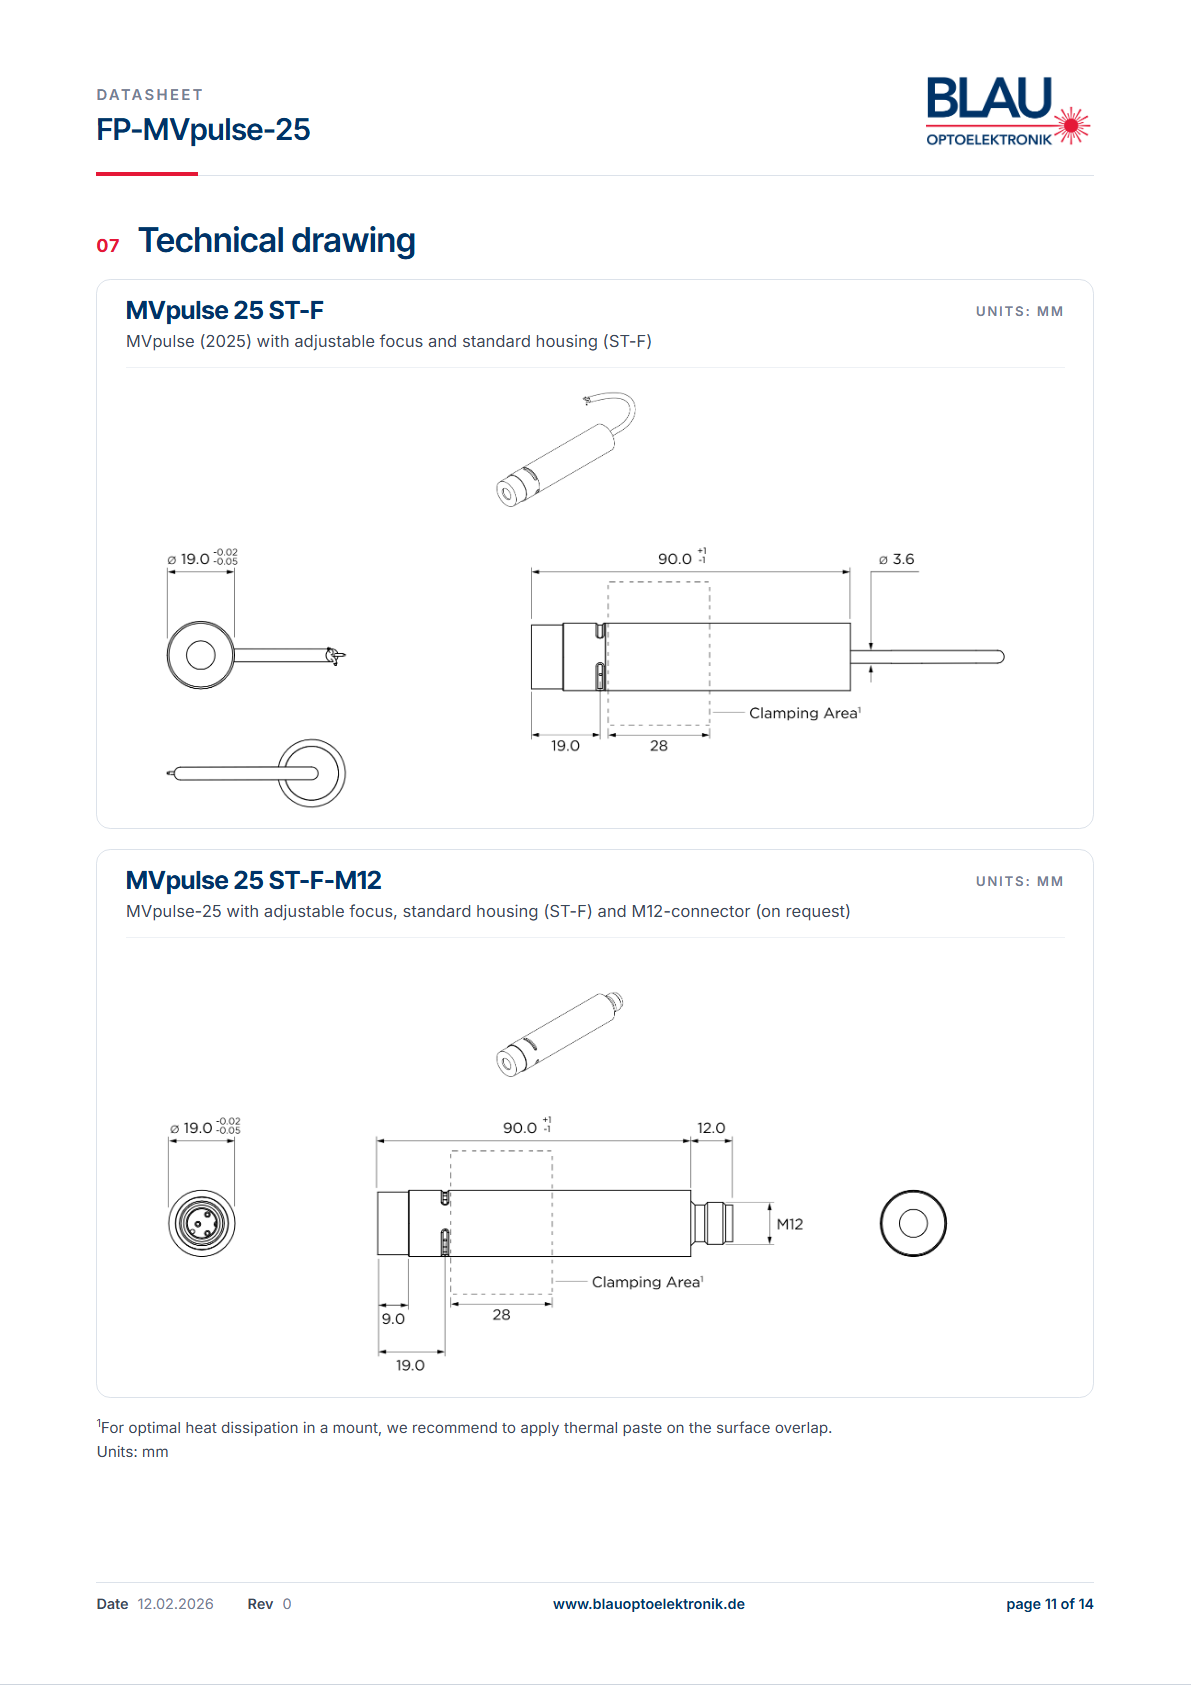 DATASHEET
FP-MVpulse-25
BLAU
OPTOELEKTRONIK
07 Technical drawing
MVpulse 25 ST-F
UNITS: MM
MVpulse (2025) with adjustable focus and standard housing (ST-F)
⌀ 19.0 -0.02 -0.05
90.0 +1 -1
⌀ 3.6
Clamping Area¹
19.0
28
MVpulse 25 ST-F-M12
UNITS: MM
MVpulse-25 with adjustable focus, standard housing (ST-F) and M12-connector (on request)
⌀ 19.0 -0.02 -0.05
90.0 +1 -1
12.0
M12
Clamping Area¹
9.0
28
19.0
¹For optimal heat dissipation in a mount, we recommend to apply thermal paste on the surface overlap.
Units: mm
Date 12.02.2026 Rev 0 www.blauoptoelektronik.de page 11 of 14